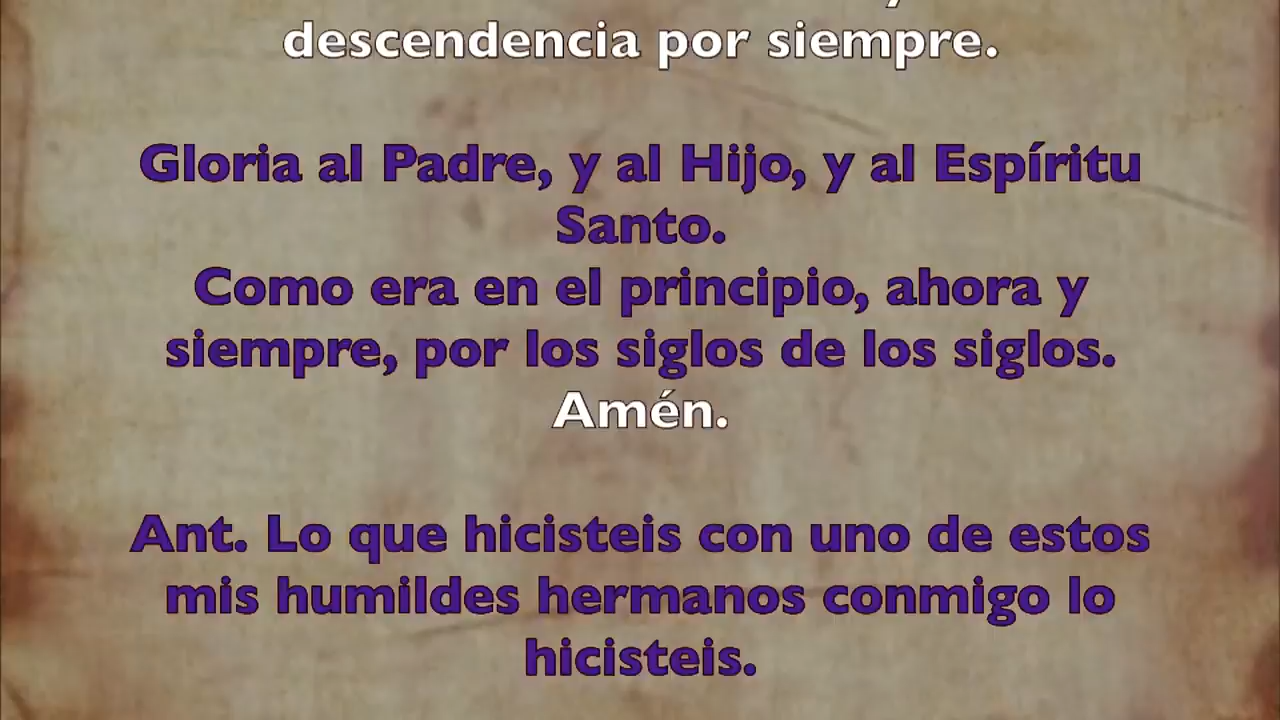 descendencia por siempre.
Gloria al Padre, y al Hijo, y al Espíritu
Santo.
Como era en el principio, ahora y
siempre, por los siglos de los siglos.
Amén.
Ant. Lo que hicisteis con uno de estos
mis humildes hermanos conmigo lo
hicisteis.